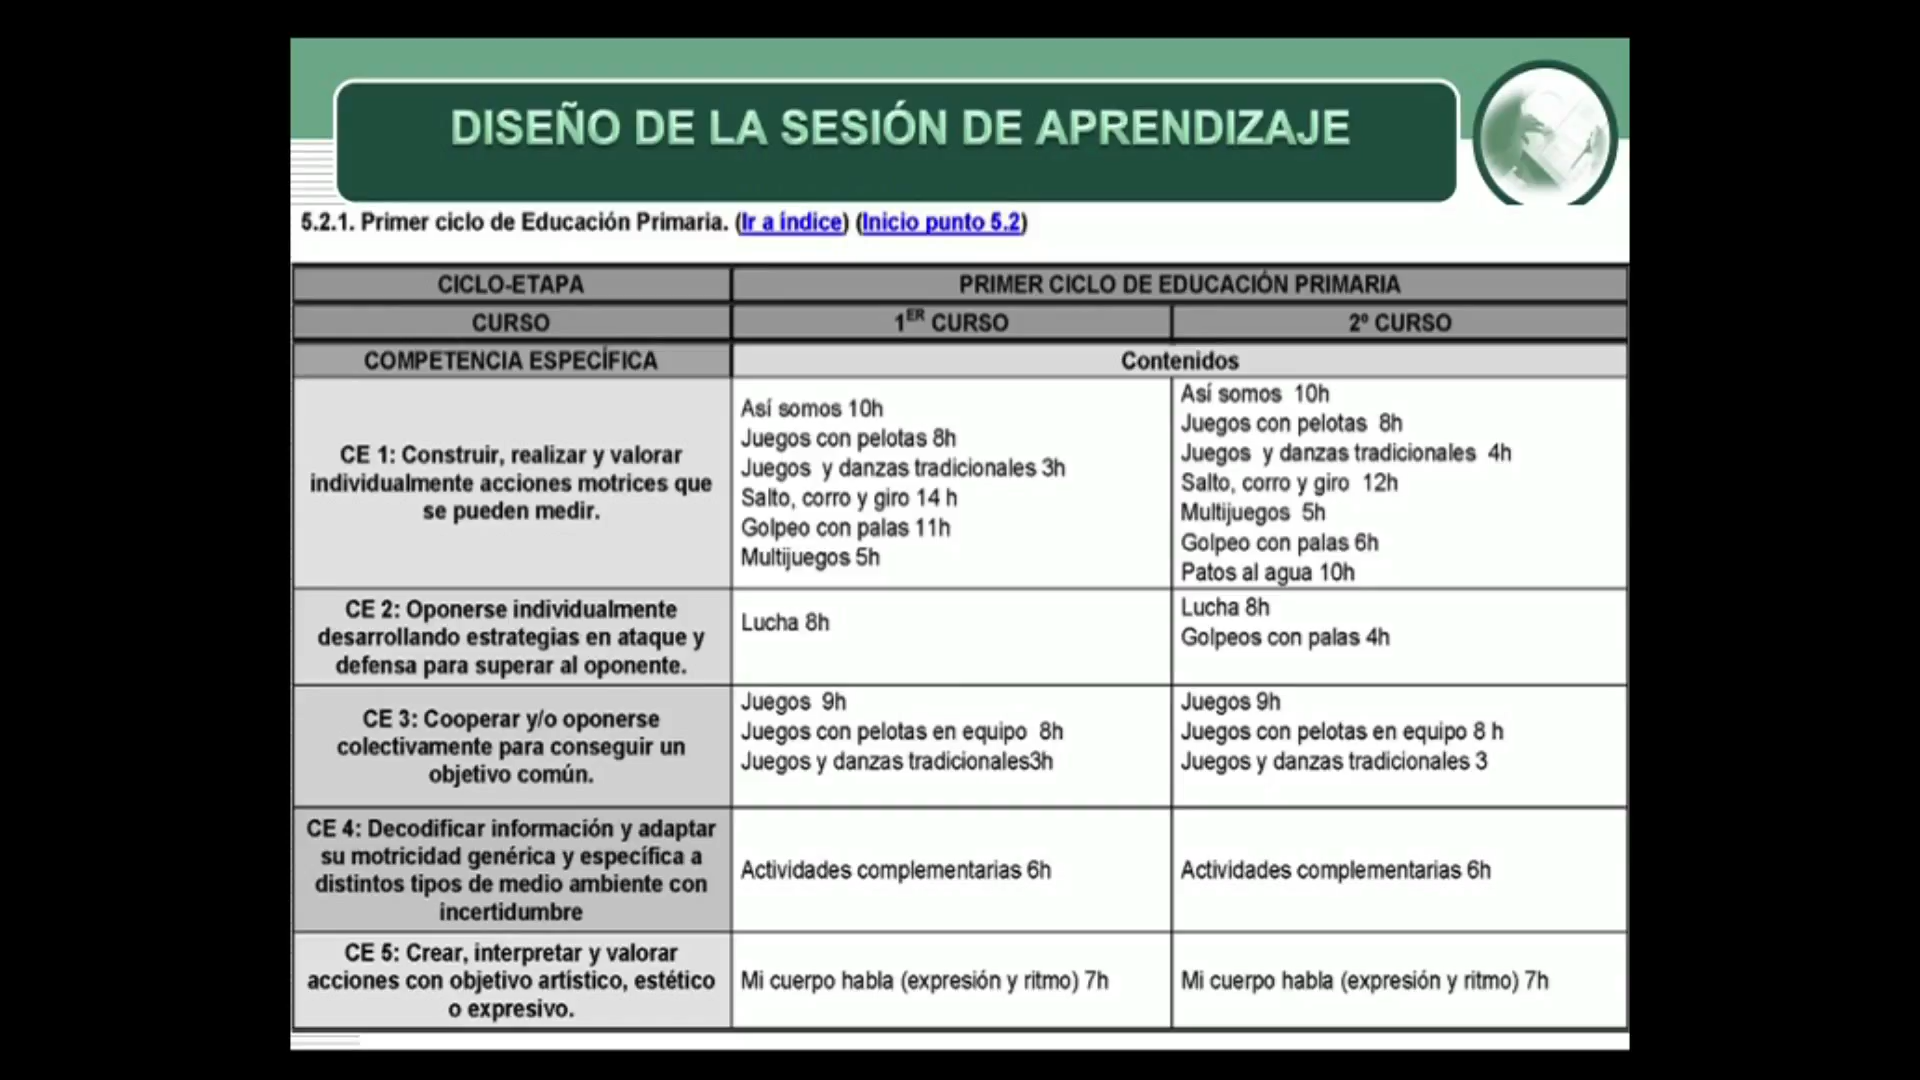 DISEÑO DE LA SESIÓN DE APRENDIZAJE
5.2.1. Primer ciclo de Educación Primaria. (Ir a índice) (Inicio punto 5.2)
CICLO-ETAPA
PRIMER CICLO DE EDUCACIÓN PRIMARIA
CURSO
1ER CURSO
2º CURSO
COMPETENCIA ESPECÍFICA
Contenidos
CE 1: Construir, realizar y valorar
individualmente acciones motrices que
se pueden medir.
Así somos 10h
Juegos con pelotas 8h
Juegos y danzas tradicionales 3h
Salto, corro y giro 14 h
Golpeo con palas 11h
Multijuegos 5h
Así somos 10h
Juegos con pelotas 8h
Juegos y danzas tradicionales 4h
Salto, corro y giro 12h
Multijuegos 5h
Golpeo con palas 6h
Patos al agua 10h
CE 2: Oponerse individualmente
desarrollando estrategias en ataque y
defensa para superar al oponente.
Lucha 8h
Lucha 8h
Golpeos con palas 4h
CE 3: Cooperar y/o oponerse
colectivamente para conseguir un
objetivo común.
Juegos 9h
Juegos con pelotas en equipo 8h
Juegos y danzas tradicionales3h
Juegos 9h
Juegos con pelotas en equipo 8 h
Juegos y danzas tradicionales 3
CE 4: Decodificar información y adaptar
su motricidad genérica y específica a
distintos tipos de medio ambiente con
incertidumbre
Actividades complementarias 6h
Actividades complementarias 6h
CE 5: Crear, interpretar y valorar
acciones con objetivo artístico, estético
o expresivo.
Mi cuerpo habla (expresión y ritmo) 7h
Mi cuerpo habla (expresión y ritmo) 7h